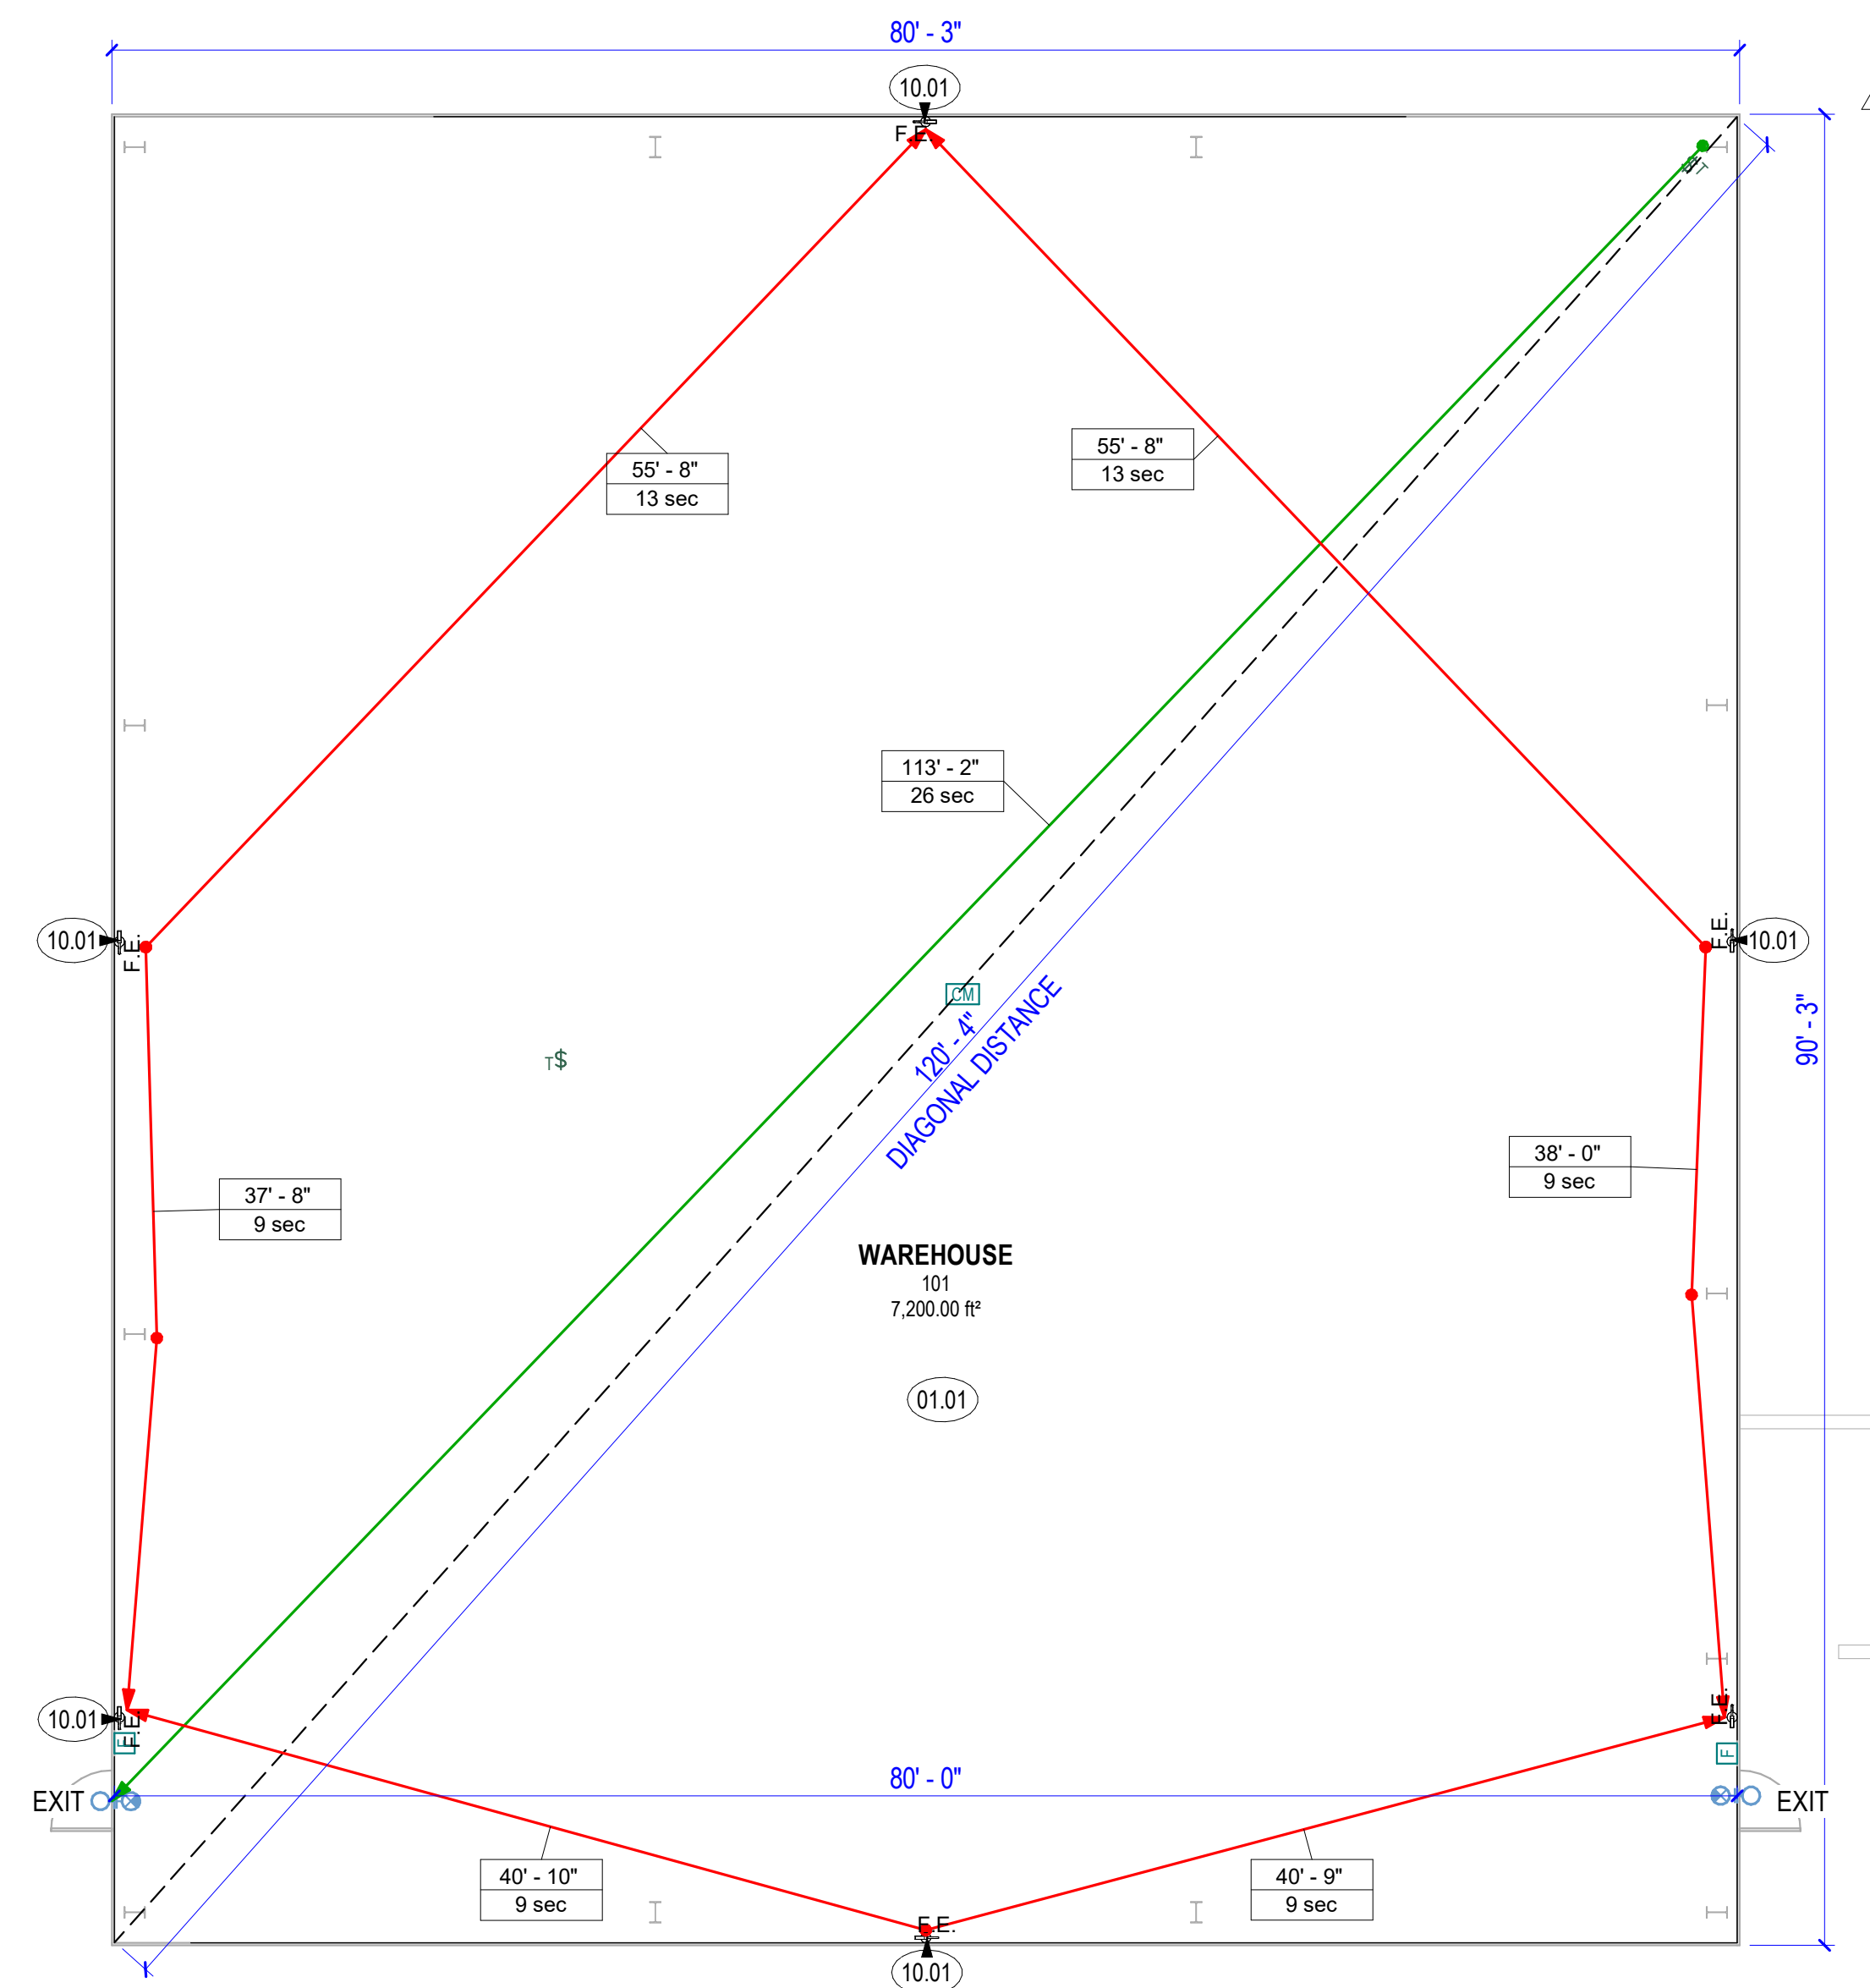 80' - 3"
10.01
F.E.
$T
55' - 8"
13 sec
55' - 8"
13 sec
113' - 2"
26 sec
10.01
F.E.
F.E.
10.01
CM
120' - 4"
DIAGONAL DISTANCE
90' - 3"
T$
37' - 8"
9 sec
38' - 0"
9 sec
WAREHOUSE
101
7,200.00 ft²
01.01
10.01
F.E.
F
F.E.
F
EXIT
80' - 0"
EXIT
40' - 10"
9 sec
40' - 9"
9 sec
F.E.
10.01